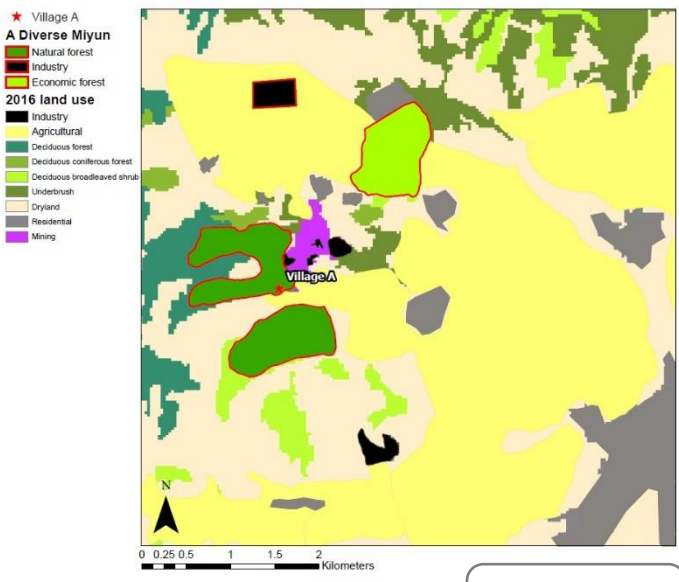 Village A
A Diverse Miyun
Natural forest
Industry
Economic forest
2016 land use
Industry
Agricultural
Deciduous forest
Deciduous coniferous forest
Deciduous broadleaved shrub
Underbrush
Dryland
Residential
Mining
Village A
N
0 0.25 0.5 1 1.5 2
Kilometers